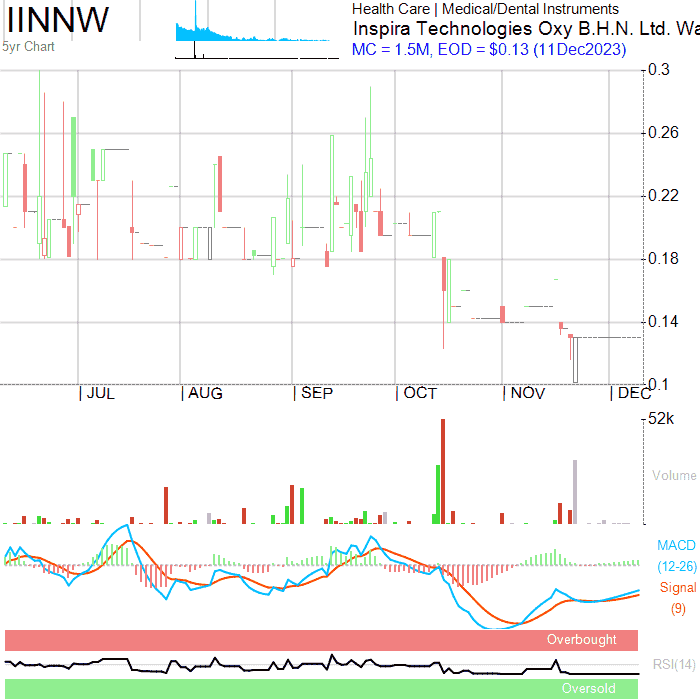 IINNW
5yr Chart
Health Care | Medical/Dental Instruments
Inspira Technologies Oxy B.H.N. Ltd. Wa
MC = 1.5M, EOD = $0.13 (11Dec2023)
0.3
0.26
0.22
0.18
0.14
0.1
|JUL |AUG |SEP |OCT |NOV |DEC
52k
Volume
MACD
(12-26)
Signal
(9)
Overbought
RSI(14)
Oversold